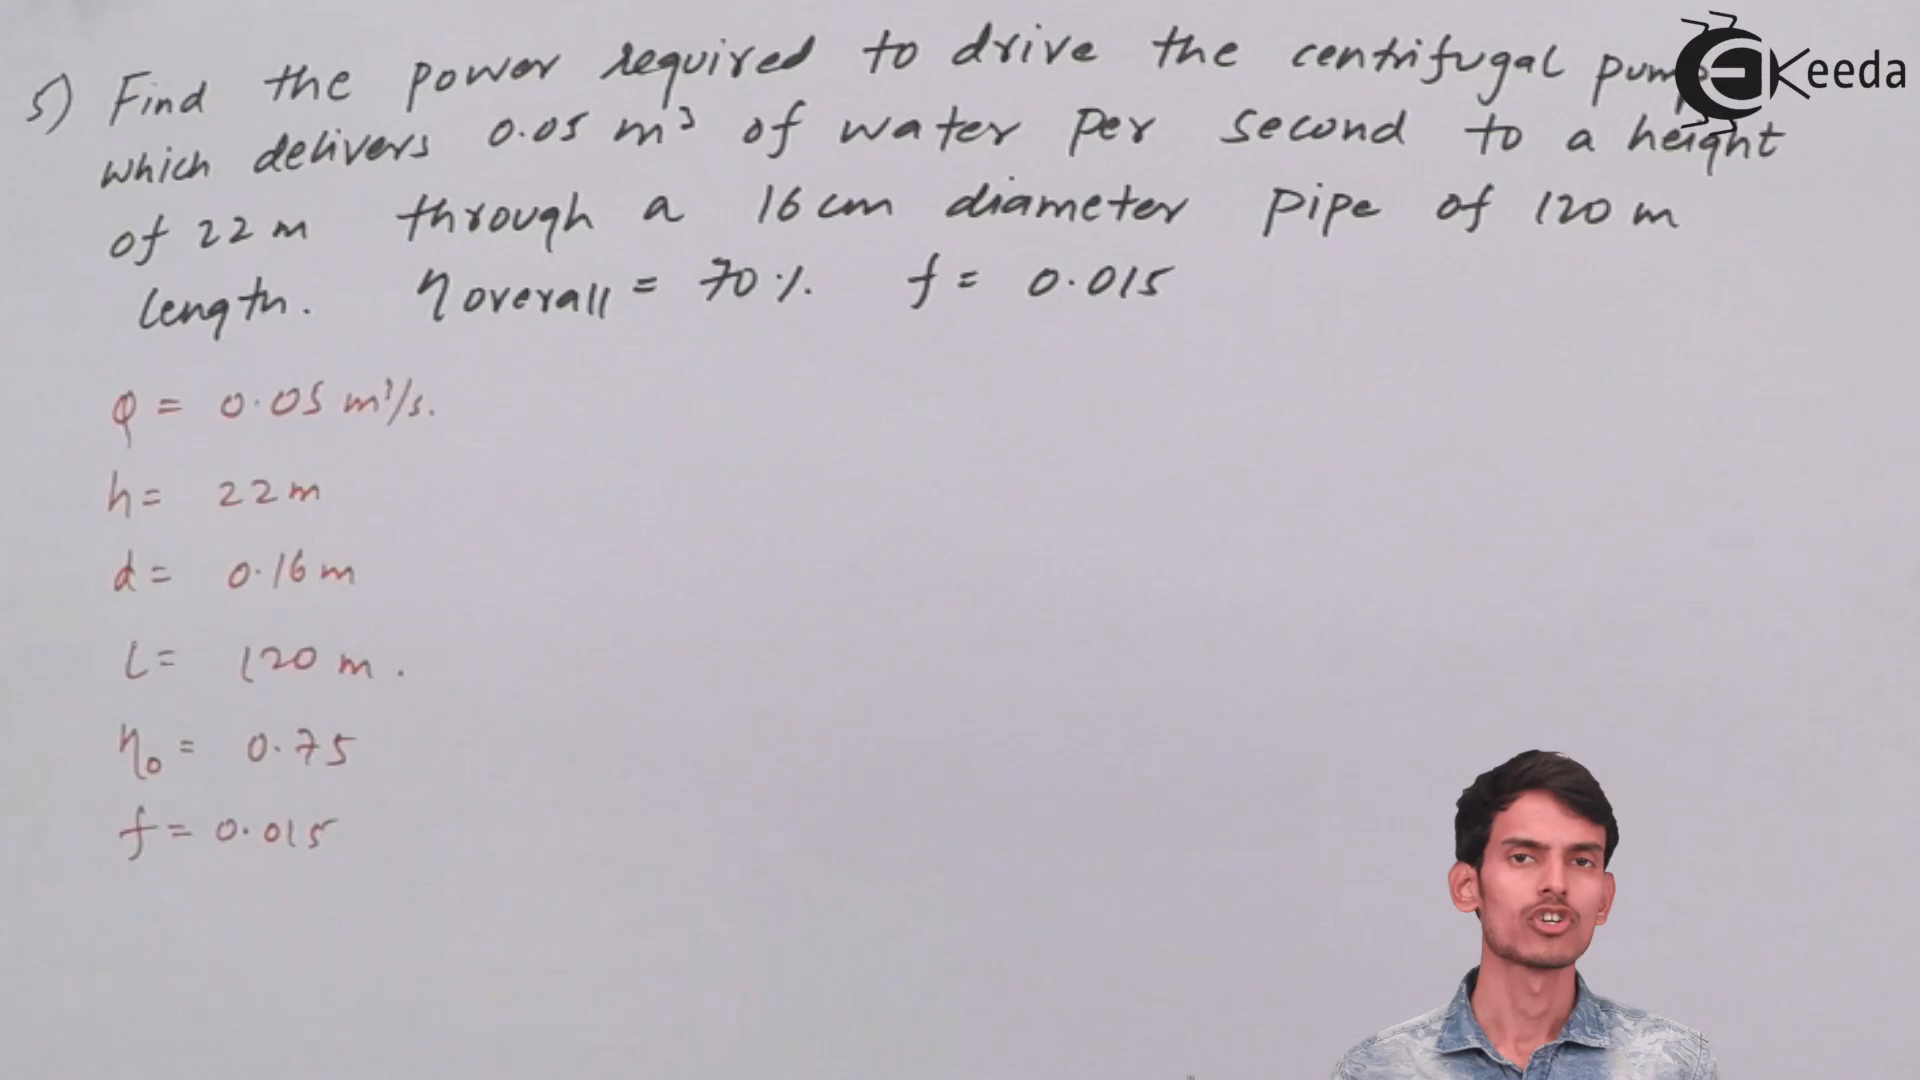 5) Find the power required to drive the centrifugal pump
which delivers 0.05 m³ of water per second to a height
of 22 m through a 16 cm diameter pipe of 120 m
length. η overall = 70 % f = 0.015
Q = 0.05 m³/s.
h = 22 m
d = 0.16 m
L = 120 m.
η₀ = 0.75
f = 0.015
Keeda